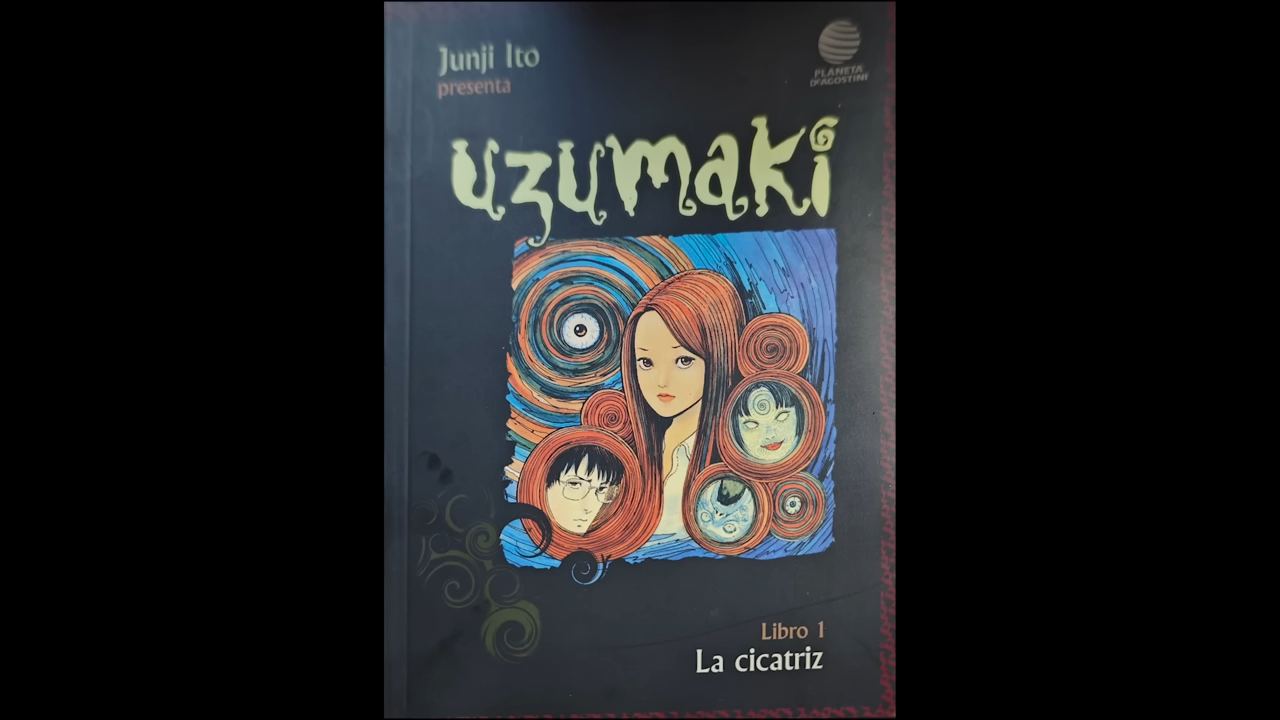 Junji Ito
presenta
PLANETA
DeAGOSTINI
uzumaki
Libro 1
La cicatriz